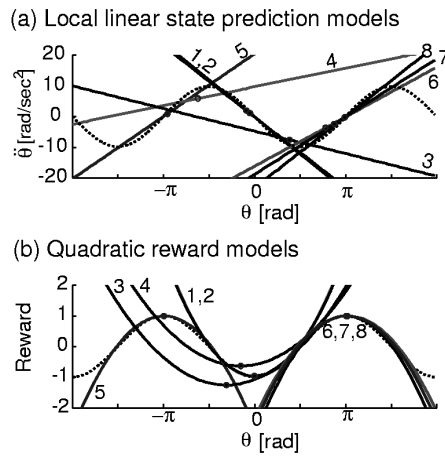 (a) Local linear state prediction models
1,2 5 4 8 7
6
3
20
10
0
-10
-20
θ̈ [rad/sec²]
−π 0 π
θ [rad]
(b) Quadratic reward models
3 4 1,2
6,7,8
5
2
1
0
-1
-2
Reward
−π 0 π
θ [rad]